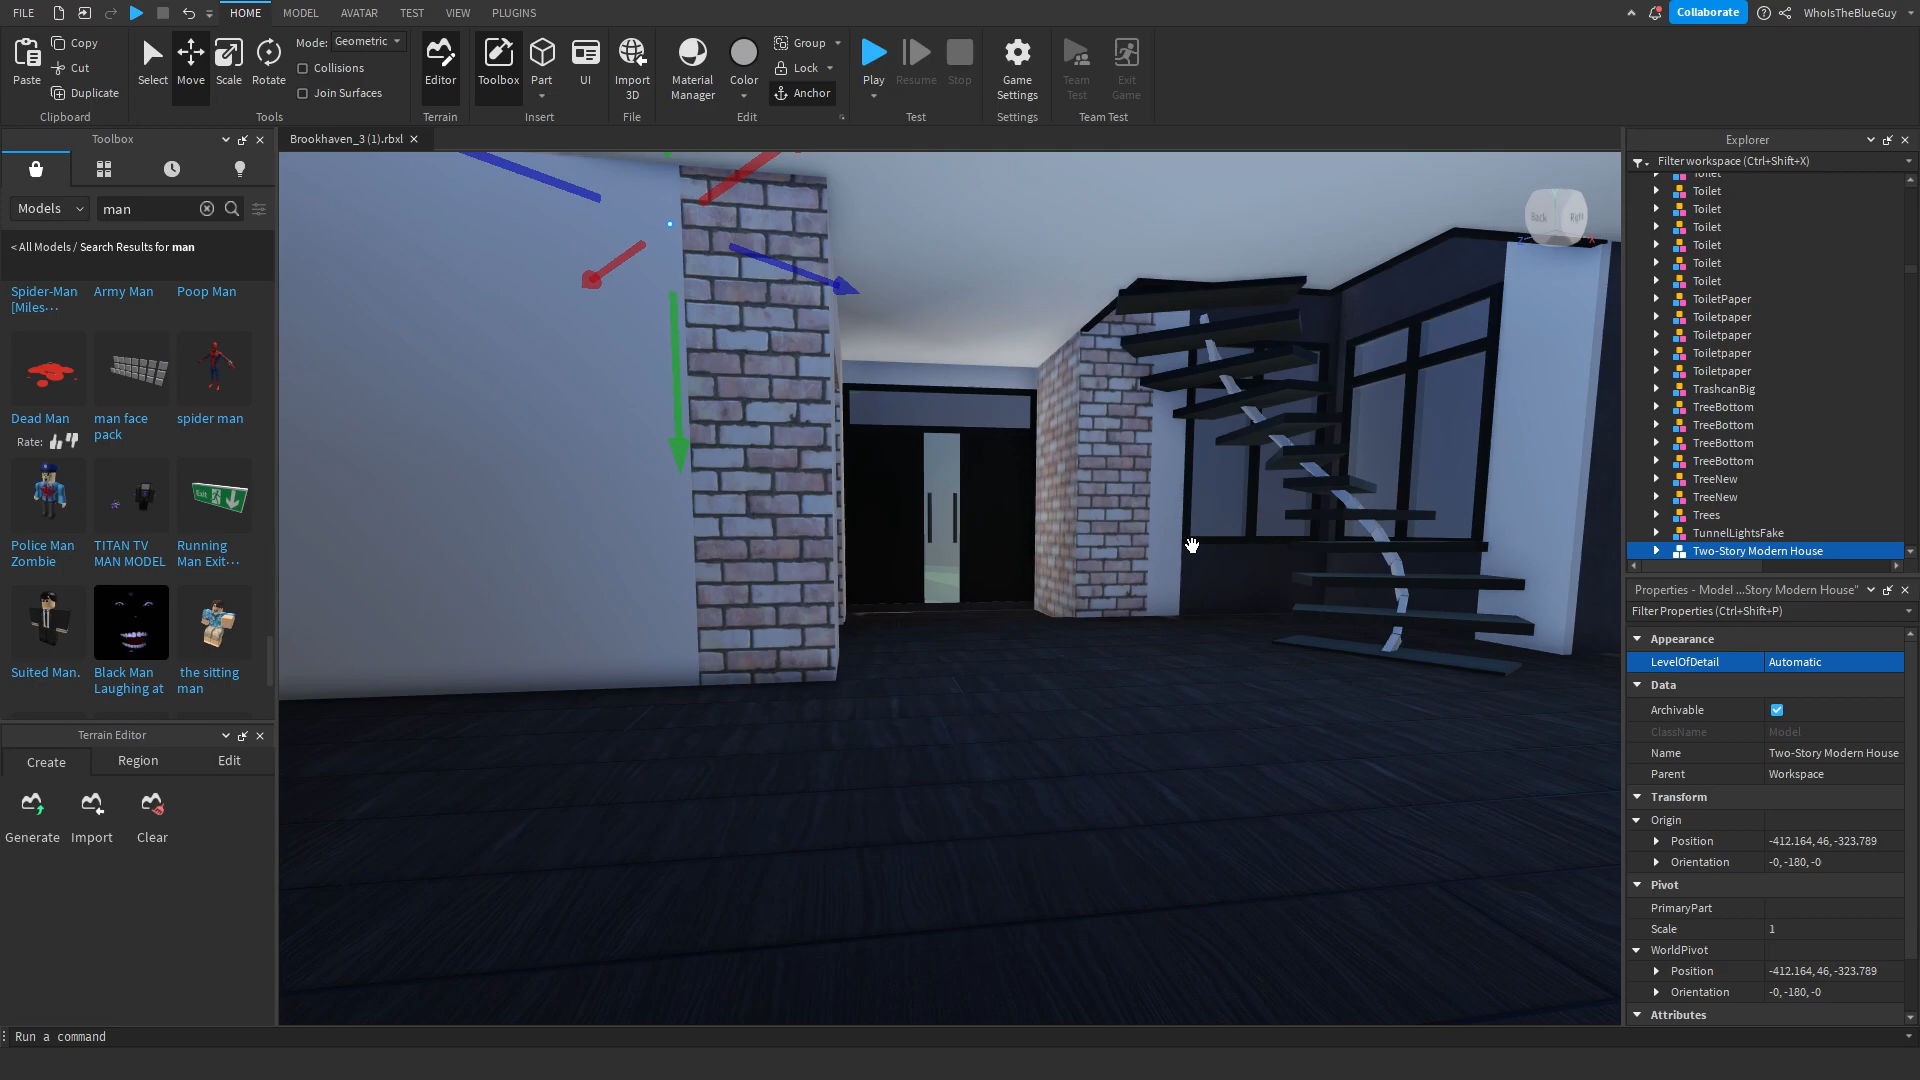 FILE
HOME
MODEL
AVATAR
TEST
VIEW
PLUGINS
Collaborate
WhoIsTheBlueGuy
Paste
Copy
Cut
Duplicate
Clipboard
Select
Move
Scale
Rotate
Mode: Geometric
Collisions
Join Surfaces
Tools
Editor
Terrain
Toolbox
Part
UI
Insert
Import
3D
File
Material
Manager
Color
Group
Lock
Anchor
Edit
Play
Resume
Stop
Test
Game
Settings
Settings
Team
Test
Exit
Game
Team Test
Toolbox
Models
man
< All Models / Search Results for man
Spider-Man
[Miles···
Army Man
Poop Man
Dead Man
Rate:
man face
pack
spider man
Police Man
Zombie
TITAN TV
MAN MODEL
Running
Man Exit···
Exit
Suited Man.
Black Man
Laughing at
the sitting
man
Terrain Editor
Create
Region
Edit
Generate
Import
Clear
Brookhaven_3 (1).rbxl
Back
Right
Y
Z
X
Explorer
Filter workspace (Ctrl+Shift+X)
Toilet
Toilet
Toilet
Toilet
Toilet
Toilet
Toilet
ToiletPaper
Toiletpaper
Toiletpaper
Toiletpaper
Toiletpaper
TrashcanBig
TreeBottom
TreeBottom
TreeBottom
TreeBottom
TreeNew
TreeNew
Trees
TunnelLightsFake
Two-Story Modern House
Properties - Model ...Story Modern House"
Filter Properties (Ctrl+Shift+P)
Appearance
LevelOfDetail Automatic
Data
Archivable
ClassName Model
Name Two-Story Modern House
Parent Workspace
Transform
Origin
Position -412.164, 46, -323.789
Orientation -0, -180, -0
Pivot
PrimaryPart
Scale 1
WorldPivot
Position -412.164, 46, -323.789
Orientation -0, -180, -0
Attributes
Run a command